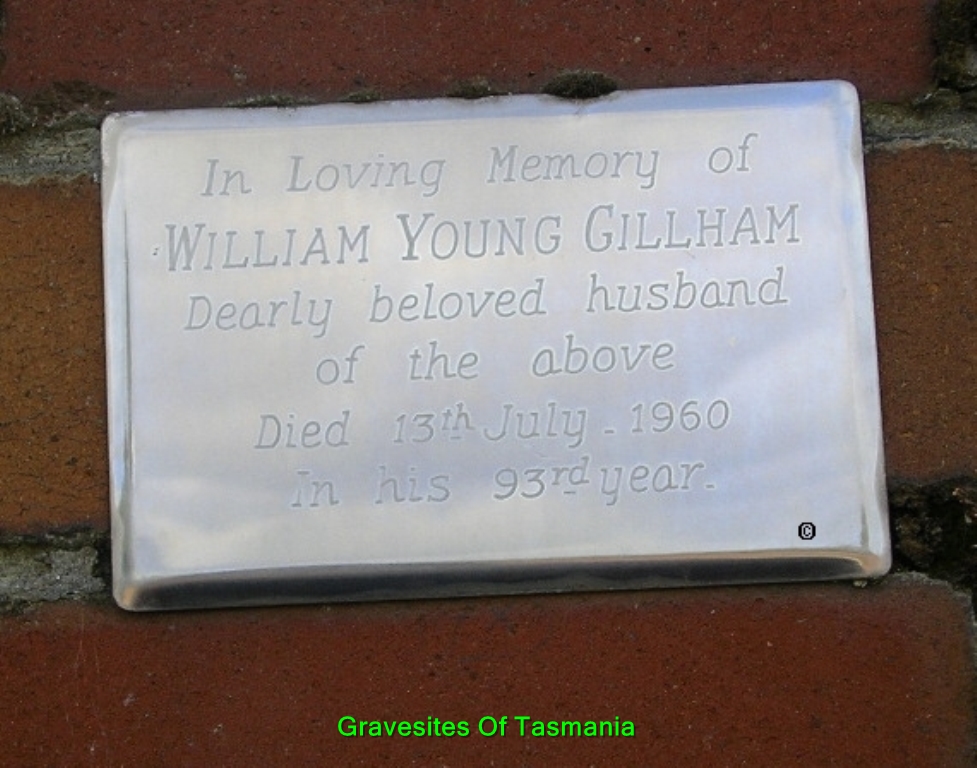 In Loving Memory of
WILLIAM YOUNG GILLHAM
Dearly beloved husband
of the above
Died 13th July - 1960
In his 93rd year.
©
Gravesites Of Tasmania